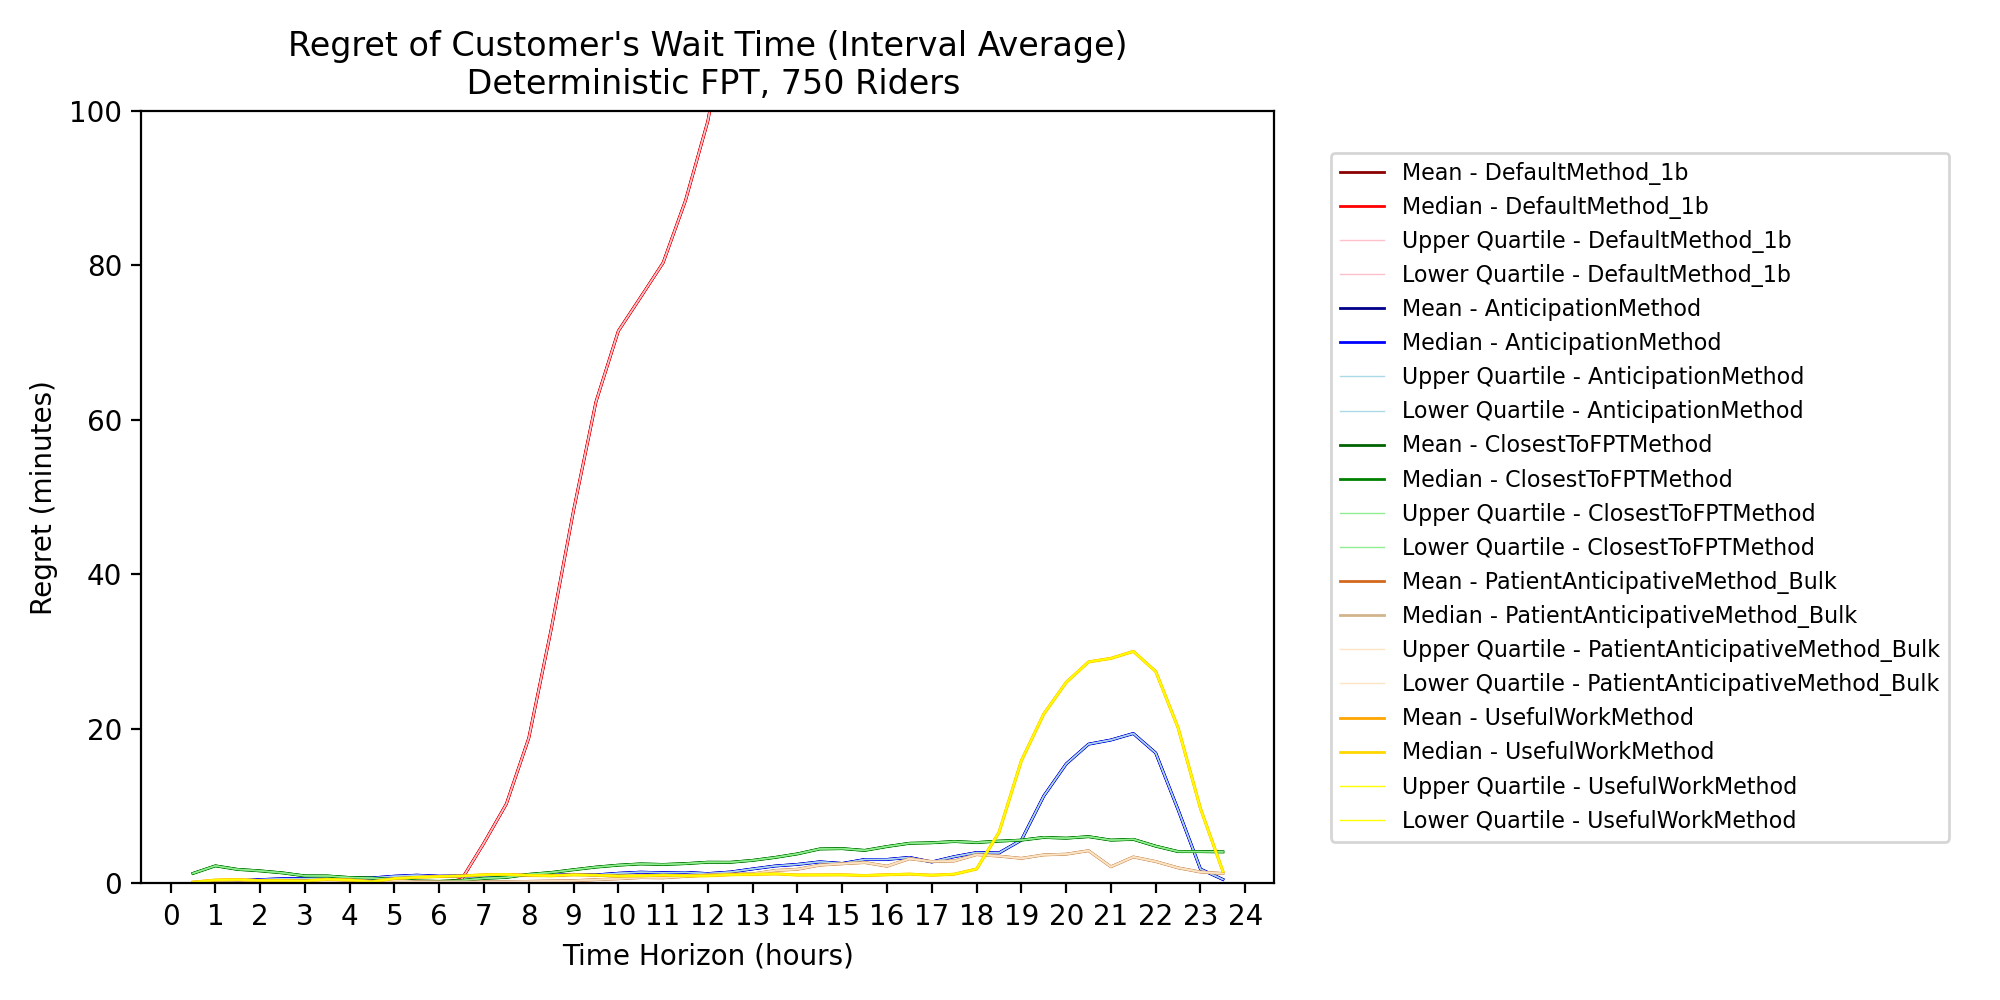 Regret of Customer's Wait Time (Interval Average)
Deterministic FPT, 750 Riders
100
80
60
40
20
0
Regret (minutes)
0 1 2 3 4 5 6 7 8 9 10 11 12 13 14 15 16 17 18 19 20 21 22 23 24
Time Horizon (hours)
Mean - DefaultMethod_1b
Median - DefaultMethod_1b
Upper Quartile - DefaultMethod_1b
Lower Quartile - DefaultMethod_1b
Mean - AnticipationMethod
Median - AnticipationMethod
Upper Quartile - AnticipationMethod
Lower Quartile - AnticipationMethod
Mean - ClosestToFPTMethod
Median - ClosestToFPTMethod
Upper Quartile - ClosestToFPTMethod
Lower Quartile - ClosestToFPTMethod
Mean - PatientAnticipativeMethod_Bulk
Median - PatientAnticipativeMethod_Bulk
Upper Quartile - PatientAnticipativeMethod_Bulk
Lower Quartile - PatientAnticipativeMethod_Bulk
Mean - UsefulWorkMethod
Median - UsefulWorkMethod
Upper Quartile - UsefulWorkMethod
Lower Quartile - UsefulWorkMethod